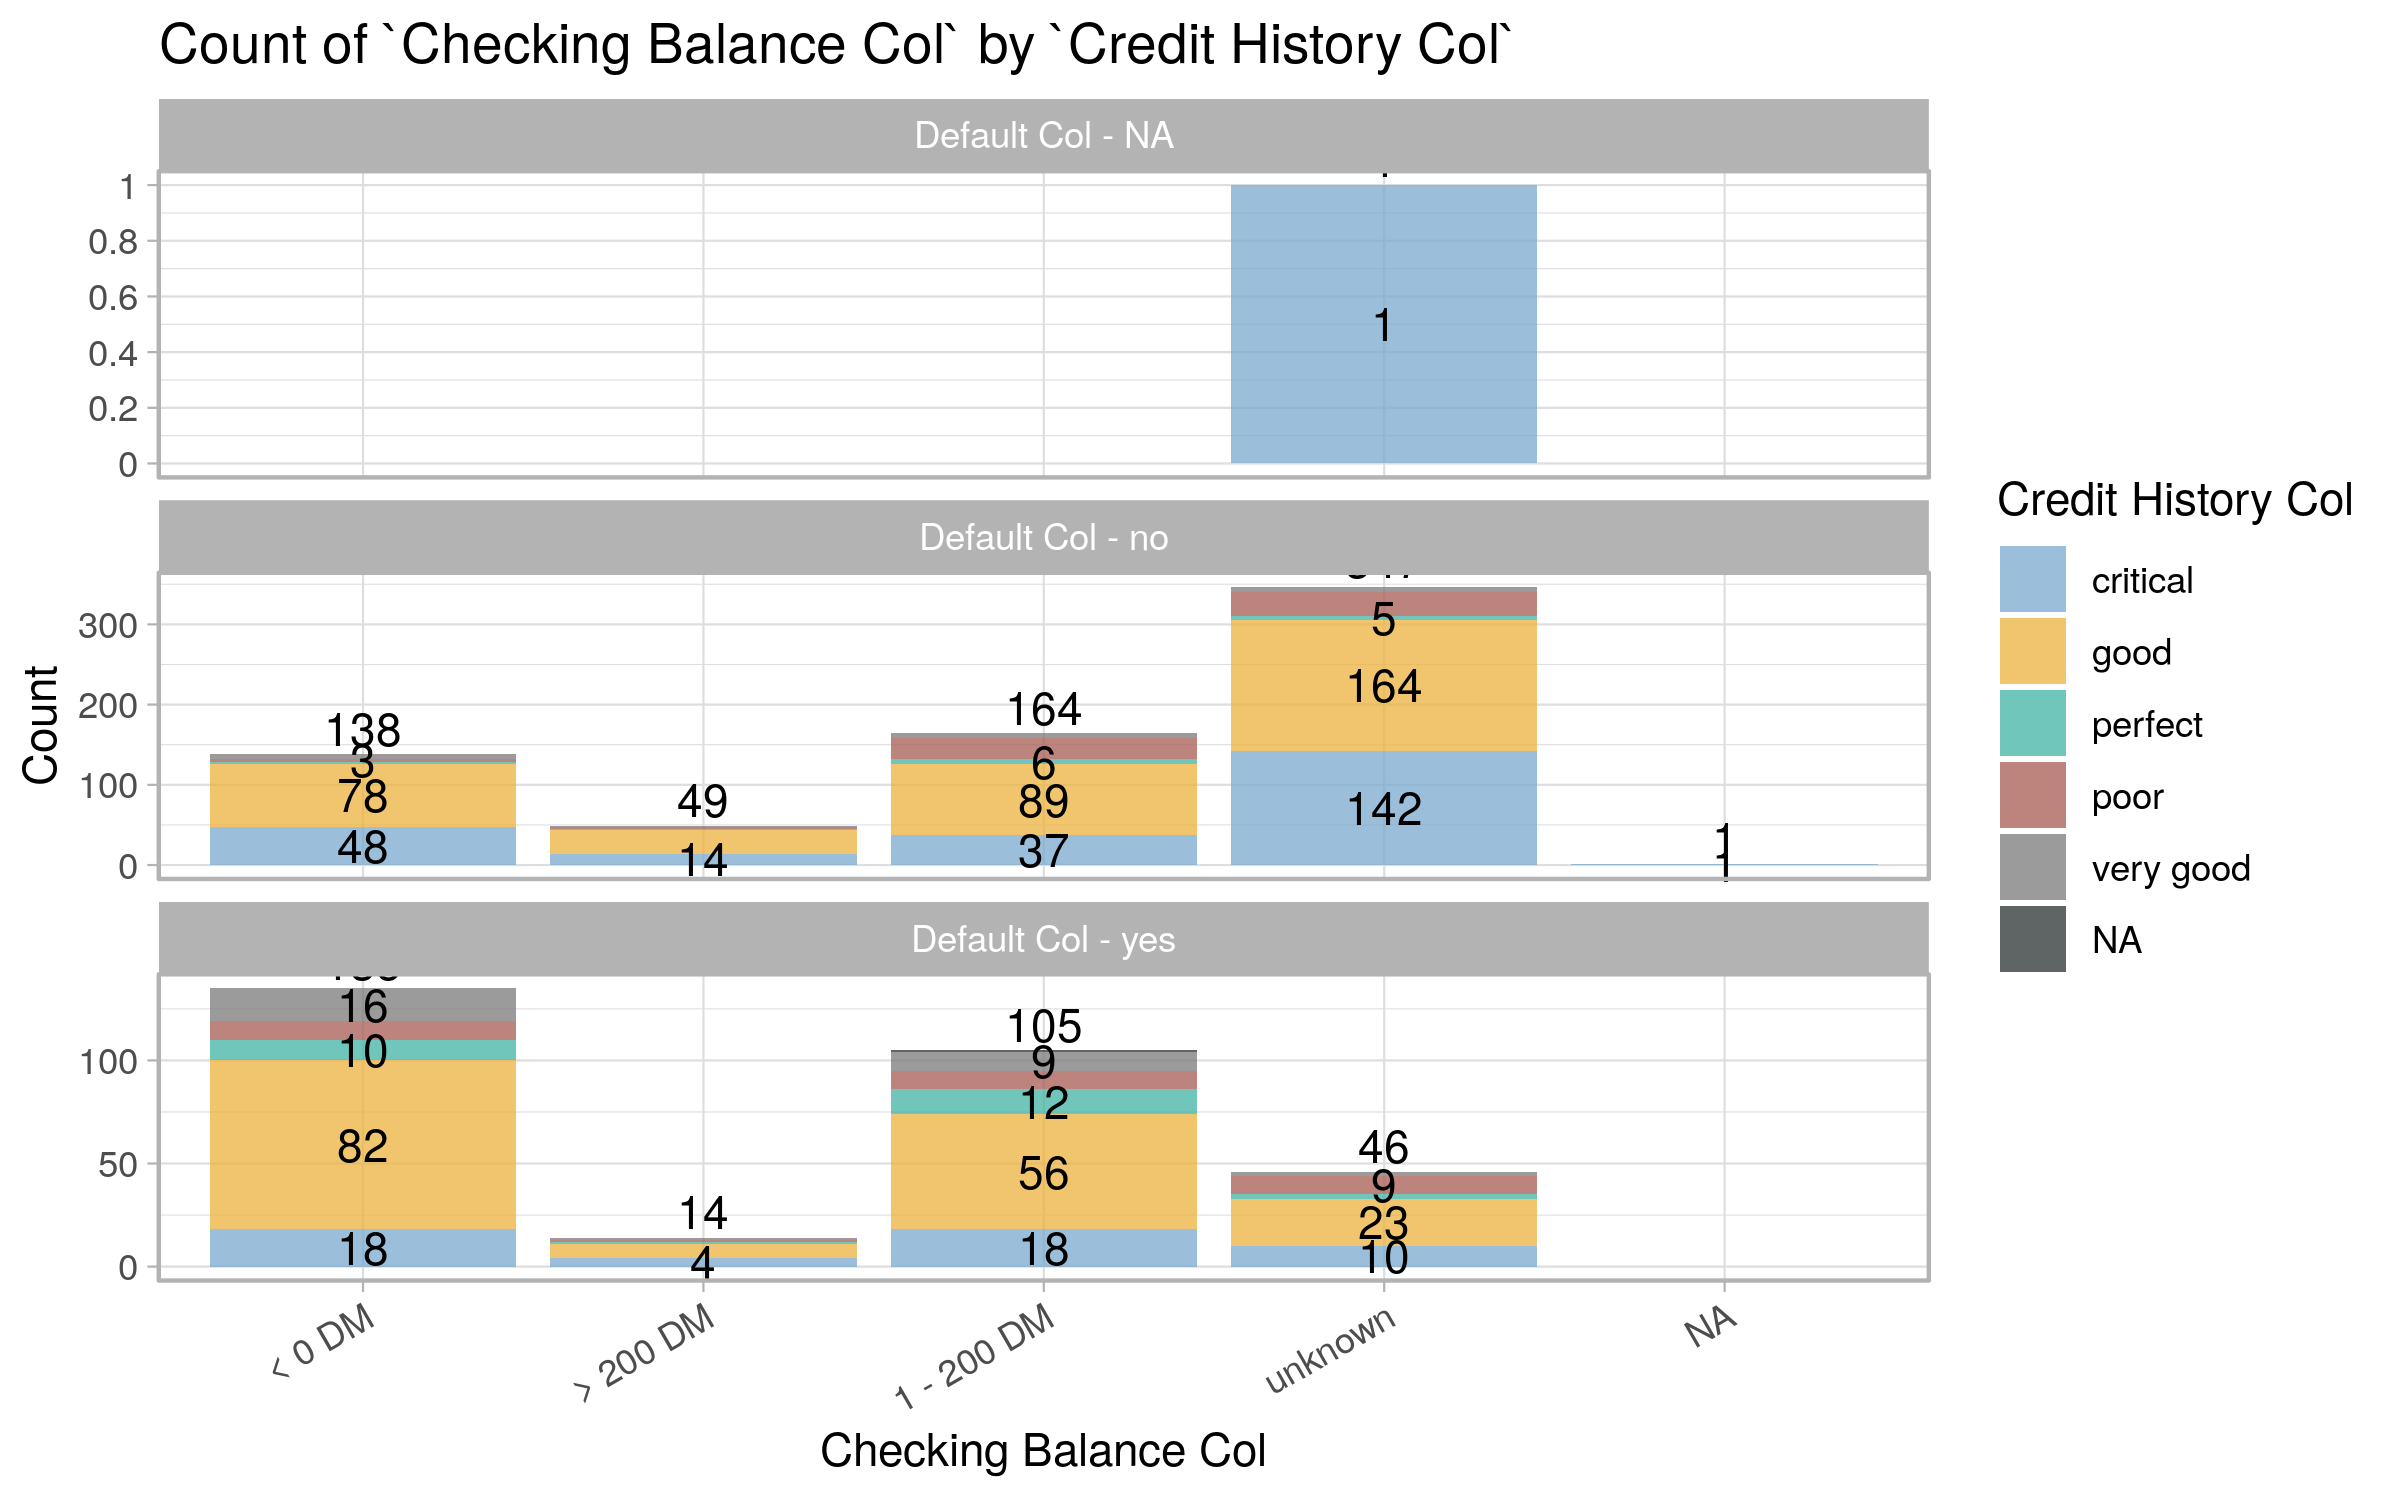 Count of `Checking Balance Col` by `Credit History Col`
Default Col - NA
1
0.8
0.6
0.4
0.2
0
1
Default Col - no
300
200
100
0
138
3
78
48
49
14
164
6
89
37
5
164
142
1
1
Default Col - yes
100
50
0
16
10
82
18
14
4
105
9
12
56
18
46
9
23
10
< 0 DM
> 200 DM
1 - 200 DM
unknown
NA
Checking Balance Col
Count
Credit History Col
critical
good
perfect
poor
very good
NA